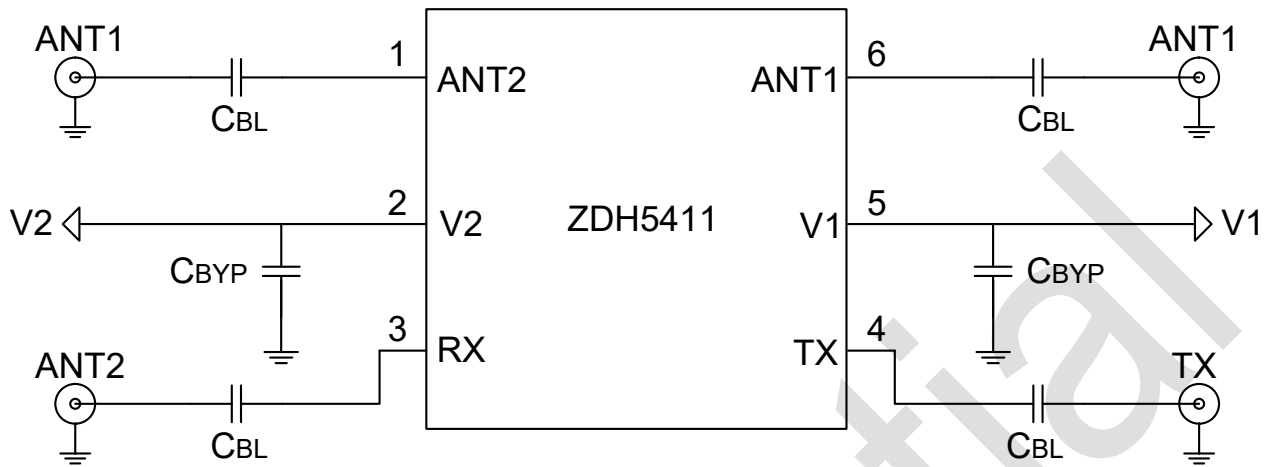 ANT1
1
ANT2
CBL
ZDH5411
ANT1
6
ANT1
CBL
V2
2
V2
CBYP
V1
5
V1
CBYP
ANT2
3
RX
CBL
TX
4
TX
CBL
tial